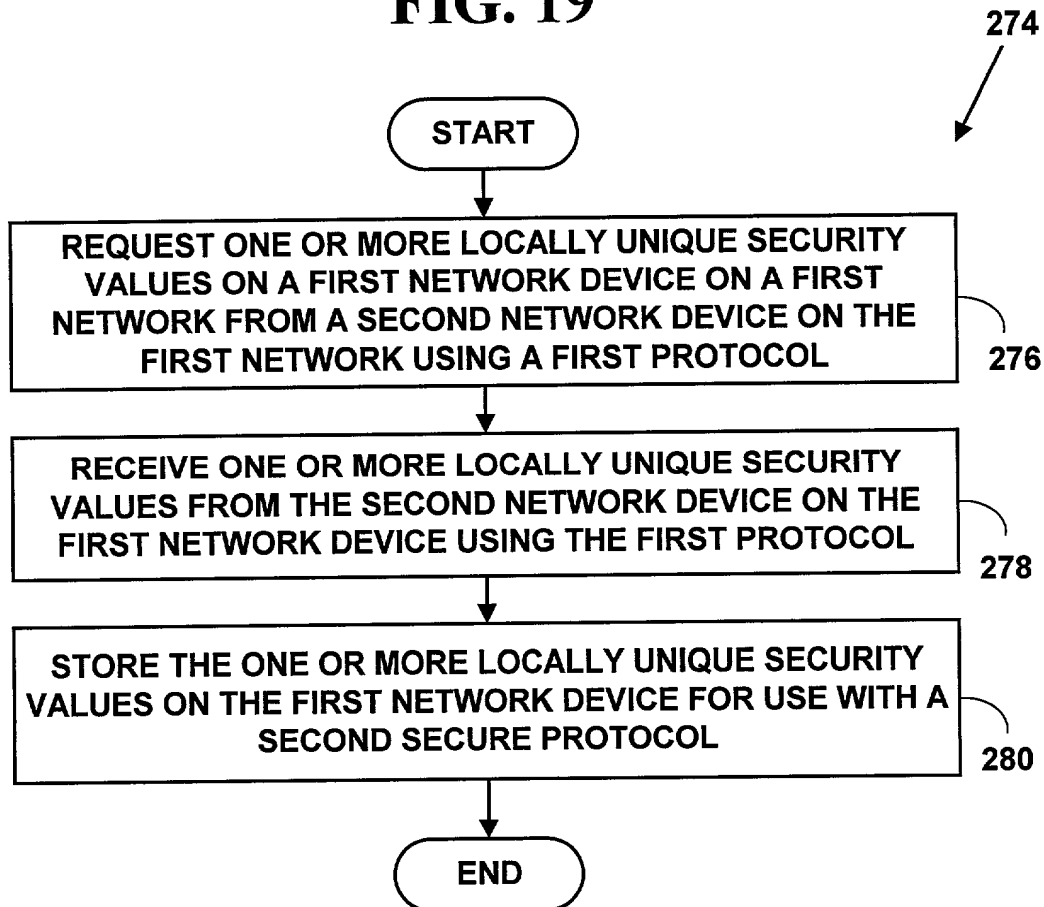 FIG. 19
274
START
REQUEST ONE OR MORE LOCALLY UNIQUE SECURITY
VALUES ON A FIRST NETWORK DEVICE ON A FIRST
NETWORK FROM A SECOND NETWORK DEVICE ON THE
FIRST NETWORK USING A FIRST PROTOCOL
276
RECEIVE ONE OR MORE LOCALLY UNIQUE SECURITY
VALUES FROM THE SECOND NETWORK DEVICE ON THE
FIRST NETWORK DEVICE USING THE FIRST PROTOCOL
278
STORE THE ONE OR MORE LOCALLY UNIQUE SECURITY
VALUES ON THE FIRST NETWORK DEVICE FOR USE WITH A
SECOND SECURE PROTOCOL
280
END